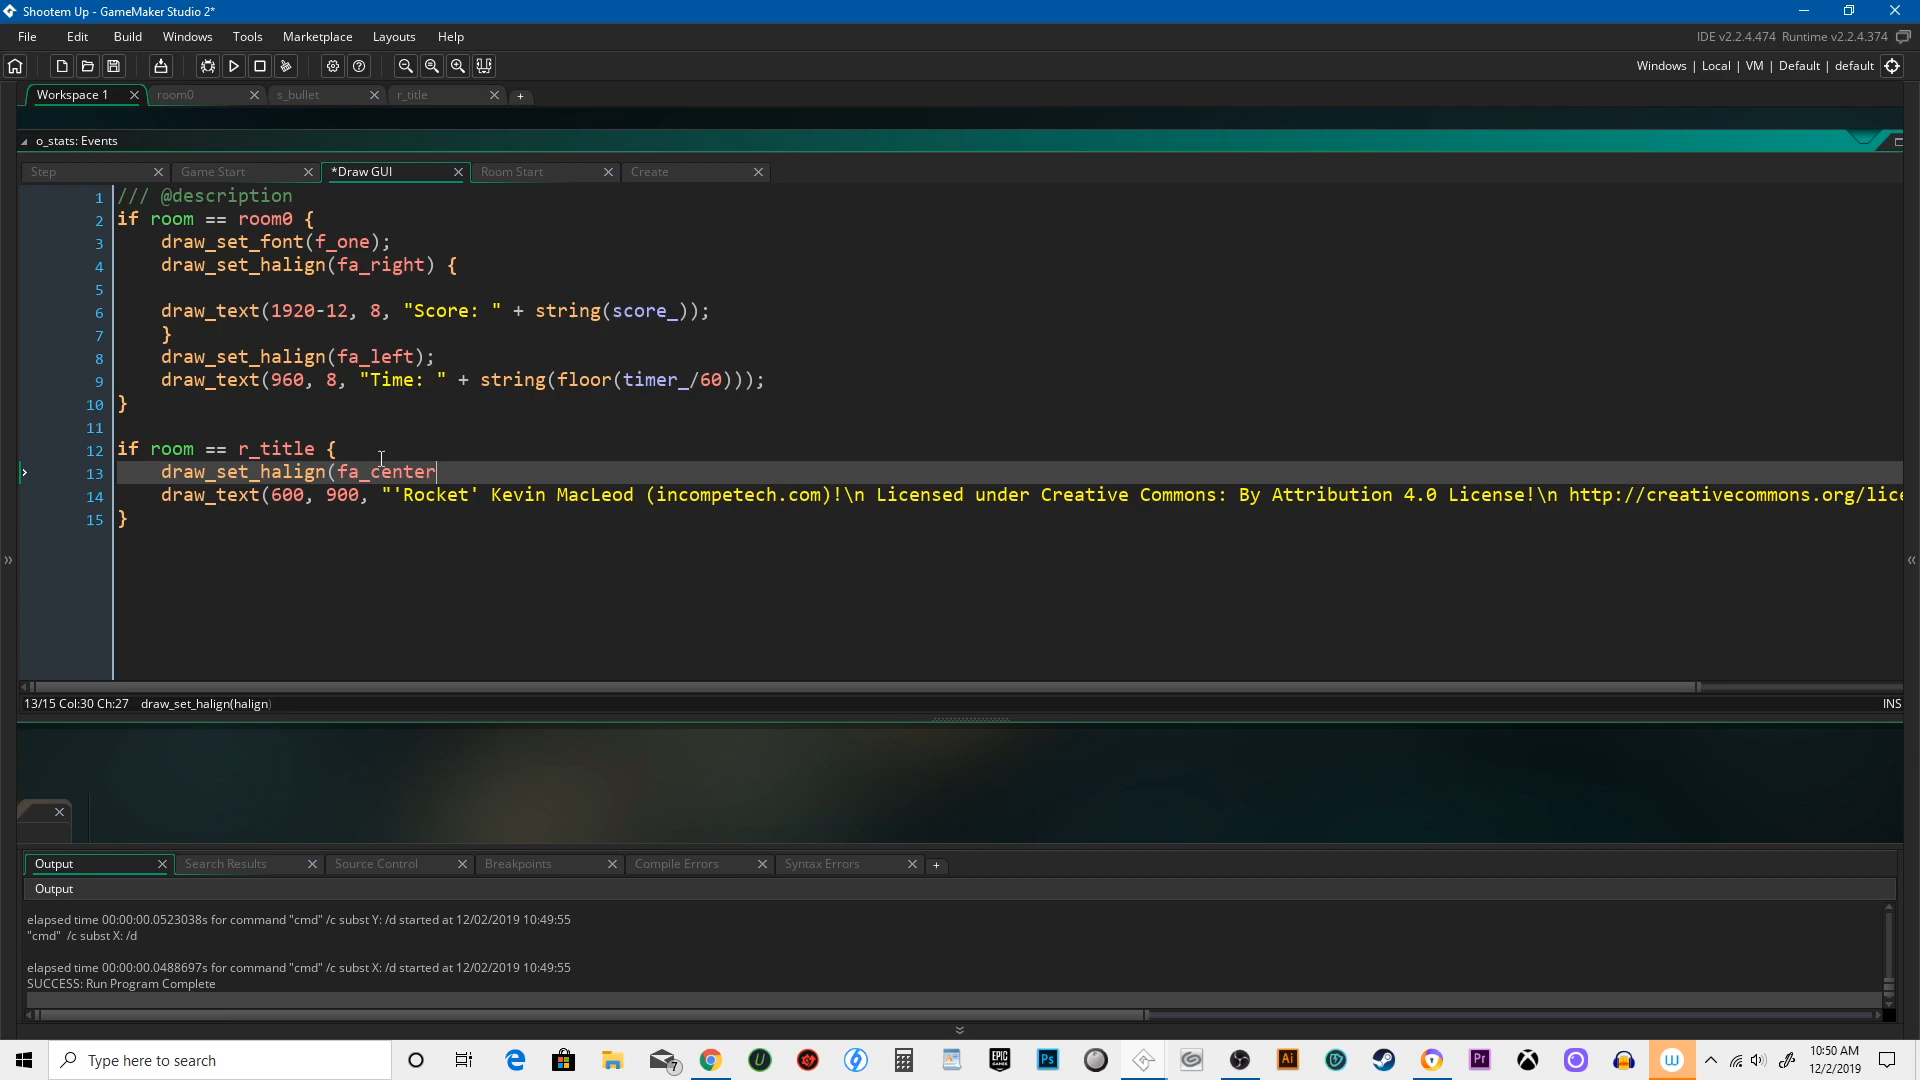 Shootem Up - GameMaker Studio 2*
File Edit Build Windows Tools Marketplace Layouts Help
IDE v2.2.4.474 Runtime v2.2.4.374
Windows | Local | VM | Default | default
Workspace 1 room0 s_bullet r_title
o_stats: Events
Step Game Start *Draw GUI Room Start Create
1 /// @description
2 if room == room0 {
3 draw_set_font(f_one);
4 draw_set_halign(fa_right) {
5
6 draw_text(1920-12, 8, "Score: " + string(score_));
7 }
8 draw_set_halign(fa_left);
9 draw_text(960, 8, "Time: " + string(floor(timer_/60)));
10 }
11
12 if room == r_title {
13 draw_set_halign(fa_center
14 draw_text(600, 900, "'Rocket' Kevin MacLeod (incompetech.com)!\n Licensed under Creative Commons: By Attribution 4.0 License!\n http://creativecommons.org/lice
15 }
13/15 Col:30 Ch:27 draw_set_halign(halign)
INS
Output Search Results Source Control Breakpoints Compile Errors Syntax Errors
Output
elapsed time 00:00:00.0523038s for command "cmd" /c subst Y: /d started at 12/02/2019 10:49:55
"cmd" /c subst X: /d
elapsed time 00:00:00.0488697s for command "cmd" /c subst X: /d started at 12/02/2019 10:49:55
SUCCESS: Run Program Complete
Type here to search
7
EPIC GAMES
Ps
Ai
Pr
W
10:50 AM
12/2/2019